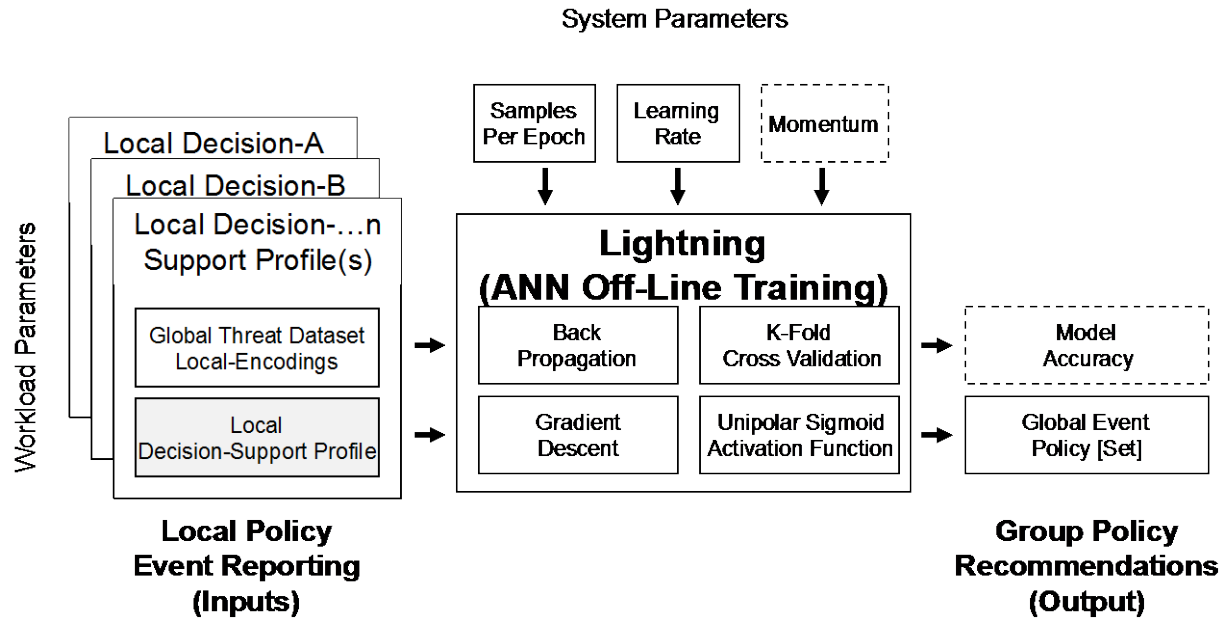 System Parameters
Samples
Per Epoch
Learning
Rate
Momentum
Workload Parameters
Local Decision-A
Local Decision-B
Local Decision-…n
Support Profile(s)
Global Threat Dataset
Local-Encodings
Local
Decision-Support Profile
Lightning
(ANN Off-Line Training)
Back
Propagation
K-Fold
Cross Validation
Gradient
Descent
Unipolar Sigmoid
Activation Function
Model
Accuracy
Global Event
Policy [Set]
Local Policy
Event Reporting
(Inputs)
Group Policy
Recommendations
(Output)